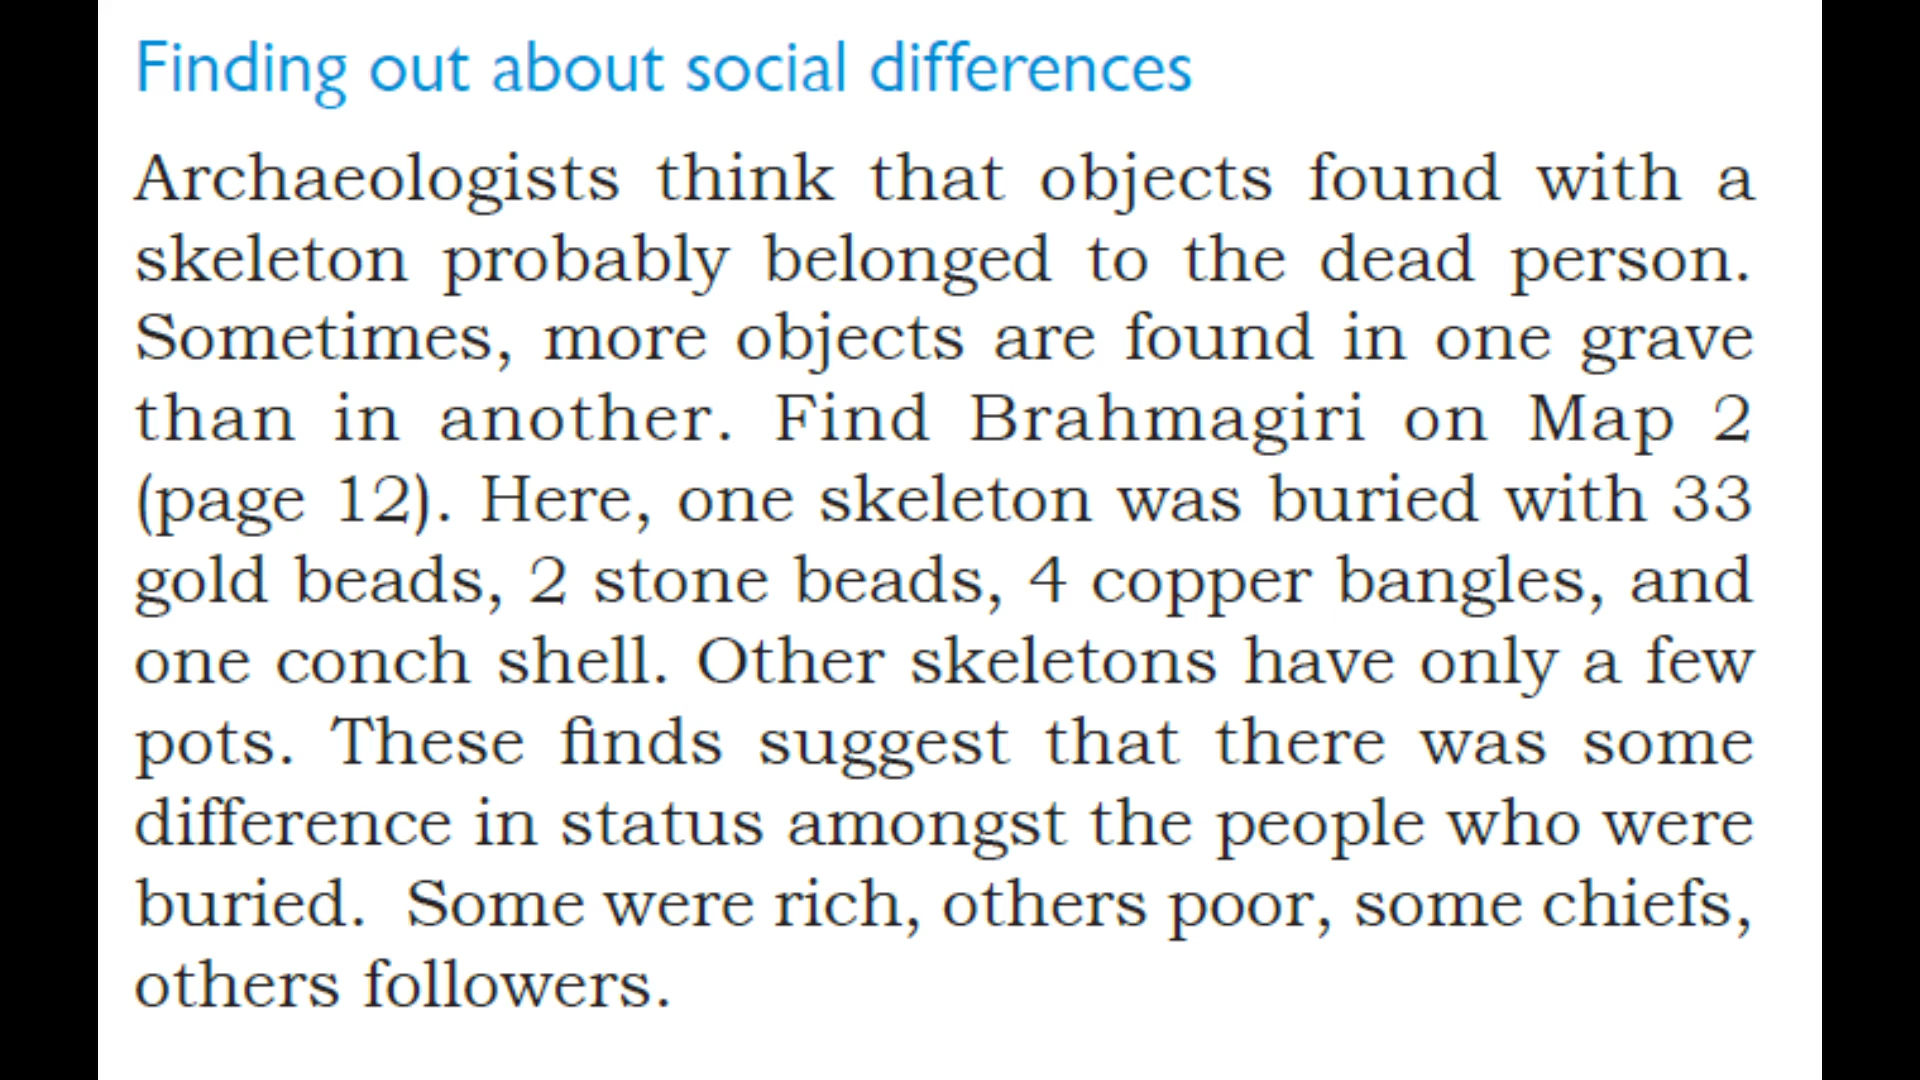 Finding out about social differences
Archaeologists think that objects found with a
skeleton probably belonged to the dead person.
Sometimes, more objects are found in one grave
than in another. Find Brahmagiri on Map 2
(page 12). Here, one skeleton was buried with 33
gold beads, 2 stone beads, 4 copper bangles, and
one conch shell. Other skeletons have only a few
pots. These finds suggest that there was some
difference in status amongst the people who were
buried. Some were rich, others poor, some chiefs,
others followers.